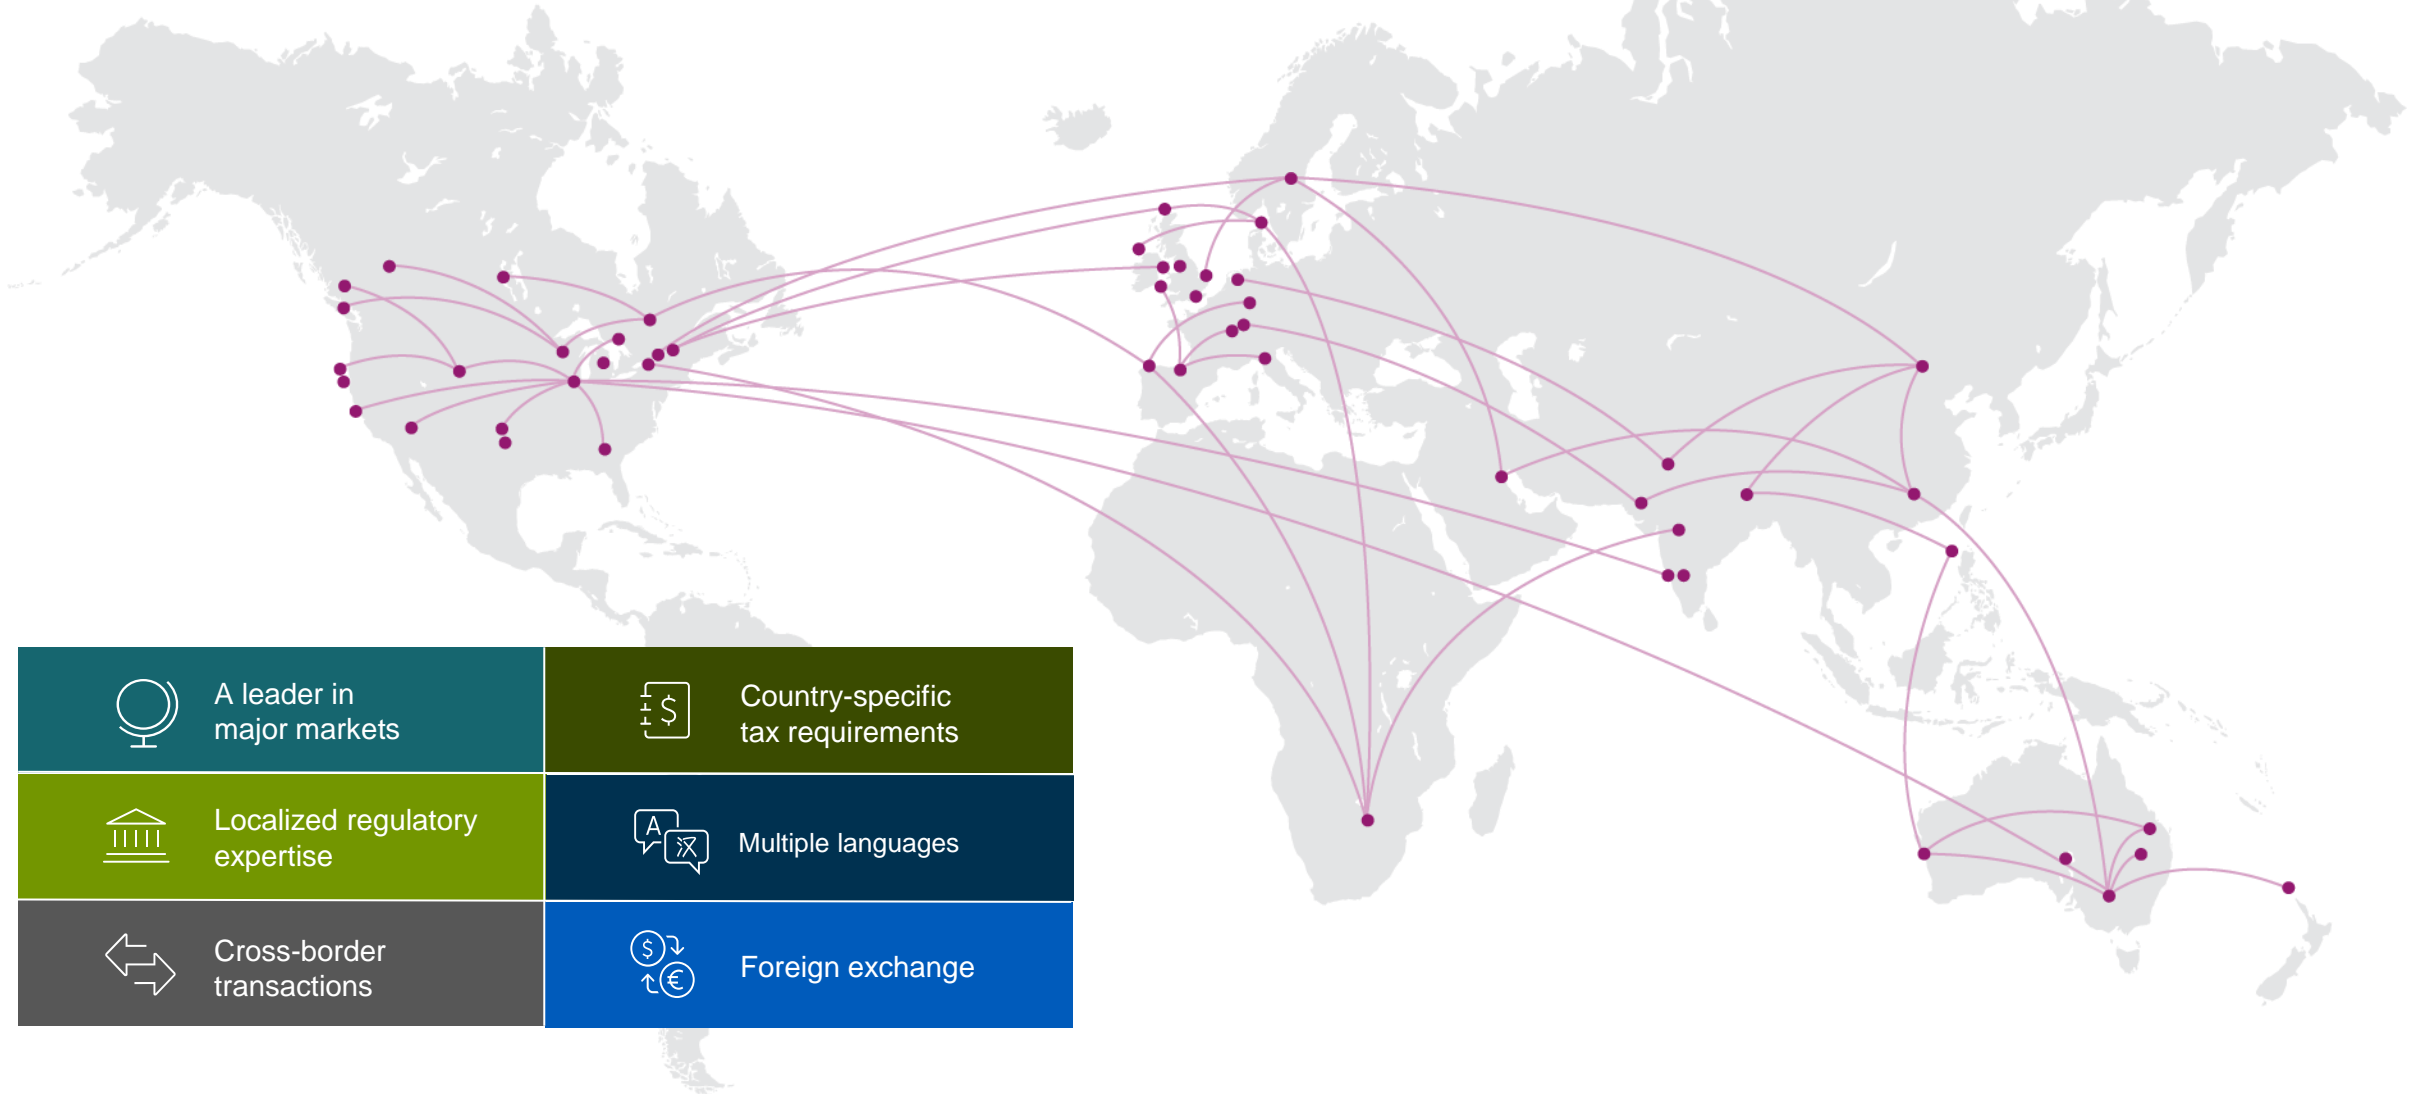 A leader in
major markets
Country-specific
tax requirements
Localized regulatory
expertise
Multiple languages
Cross-border
transactions
Foreign exchange